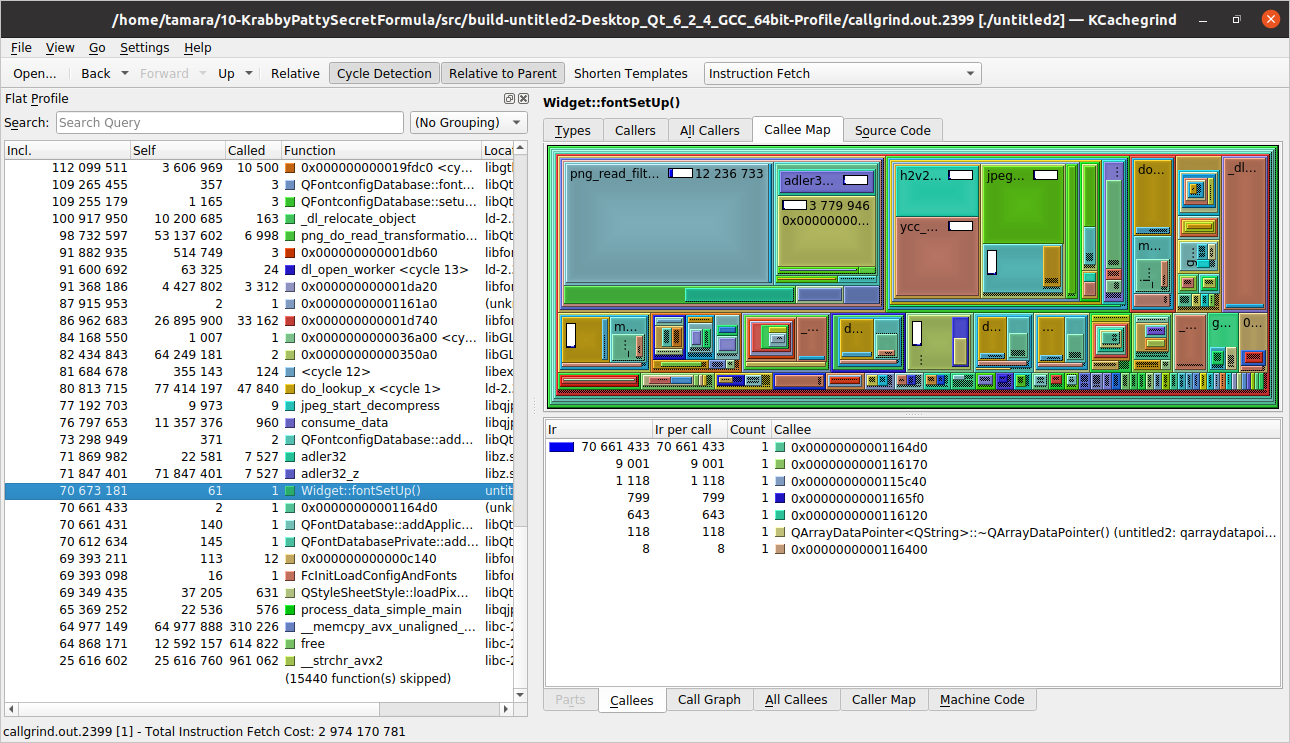 /home/tamara/10-KrabbyPattySecretFormula/src/build-untitled2-Desktop_Qt_6_2_4_GCC_64bit-Profile/callgrind.out.2399 [./untitled2] — KCachegrind
File View Go Settings Help
Open... Back Forward Up Relative Cycle Detection Relative to Parent Shorten Templates Instruction Fetch
Flat Profile
Search: Search Query (No Grouping)
Incl. Self Called Function Loca
112 099 511 3 606 969 10 500 0x000000000019fdc0 <cy... libgt
109 265 455 357 3 QFontconfigDatabase::font... libQt
109 255 179 1 165 3 QFontconfigDatabase::setu... libQt
100 917 950 10 200 685 163 _dl_relocate_object ld-2.
98 732 597 53 137 602 6 998 png_do_read_transformatio... libQt
91 882 935 514 749 3 0x000000000001db60 libfor
91 600 692 63 325 24 dl_open_worker <cycle 13> ld-2.
91 368 186 4 427 802 3 312 0x000000000001da20 libfor
87 915 953 2 1 0x00000000001161a0 (unk
86 962 683 26 895 900 33 162 0x000000000001d740 libfor
84 168 550 1 007 1 0x0000000000036a00 <cy... libGL
82 434 843 64 249 181 2 0x00000000000350a0 libGL
81 684 678 355 143 124 <cycle 12> libex
80 813 715 77 414 197 47 840 do_lookup_x <cycle 1> ld-2.
77 192 703 9 973 9 jpeg_start_decompress libqjp
76 797 653 11 357 376 960 consume_data libqjp
73 298 949 371 2 QFontconfigDatabase::add... libQt
71 869 982 22 581 7 527 adler32 libz.s
71 847 401 71 847 401 7 527 adler32_z libz.s
70 673 181 61 1 Widget::fontSetUp() untit
70 661 433 2 1 0x00000000001164d0 (unk
70 661 431 140 1 QFontDatabase::addApplic... libQt
70 612 634 145 1 QFontDatabasePrivate::add... libQt
69 393 211 113 12 0x000000000000c140 libfor
69 393 098 16 1 FcInitLoadConfigAndFonts libfor
69 349 435 37 205 631 QStyleSheetStyle::loadPix... libQt
65 369 252 22 536 576 process_data_simple_main libqjp
64 977 149 64 977 888 310 226 __memcpy_avx_unaligned_... libc-2
64 868 171 12 592 157 614 822 free libc-2
25 616 602 25 616 760 961 062 __strchr_avx2 libc-2
(15440 function(s) skipped)
Widget::fontSetUp()
Types Callers All Callers Callee Map Source Code
png_read_filt... 12 236 733
adler3...
3 779 946
0x00000000...
h2v2...
ycc_...
jpeg...
do...
m...
_dl...
m...
_...
d...
d...
...
_...
g...
0...
Ir Ir per call Count Callee
70 661 433 70 661 433 1 0x00000000001164d0
9 001 9 001 1 0x0000000000116170
1 118 1 118 1 0x0000000000115c40
799 799 1 0x00000000001165f0
643 643 1 0x0000000000116120
118 118 1 QArrayDataPointer<QString>::~QArrayDataPointer() (untitled2: qarraydatapoi...
8 8 1 0x0000000000116400
Parts Callees Call Graph All Callees Caller Map Machine Code
callgrind.out.2399 [1] - Total Instruction Fetch Cost: 2 974 170 781